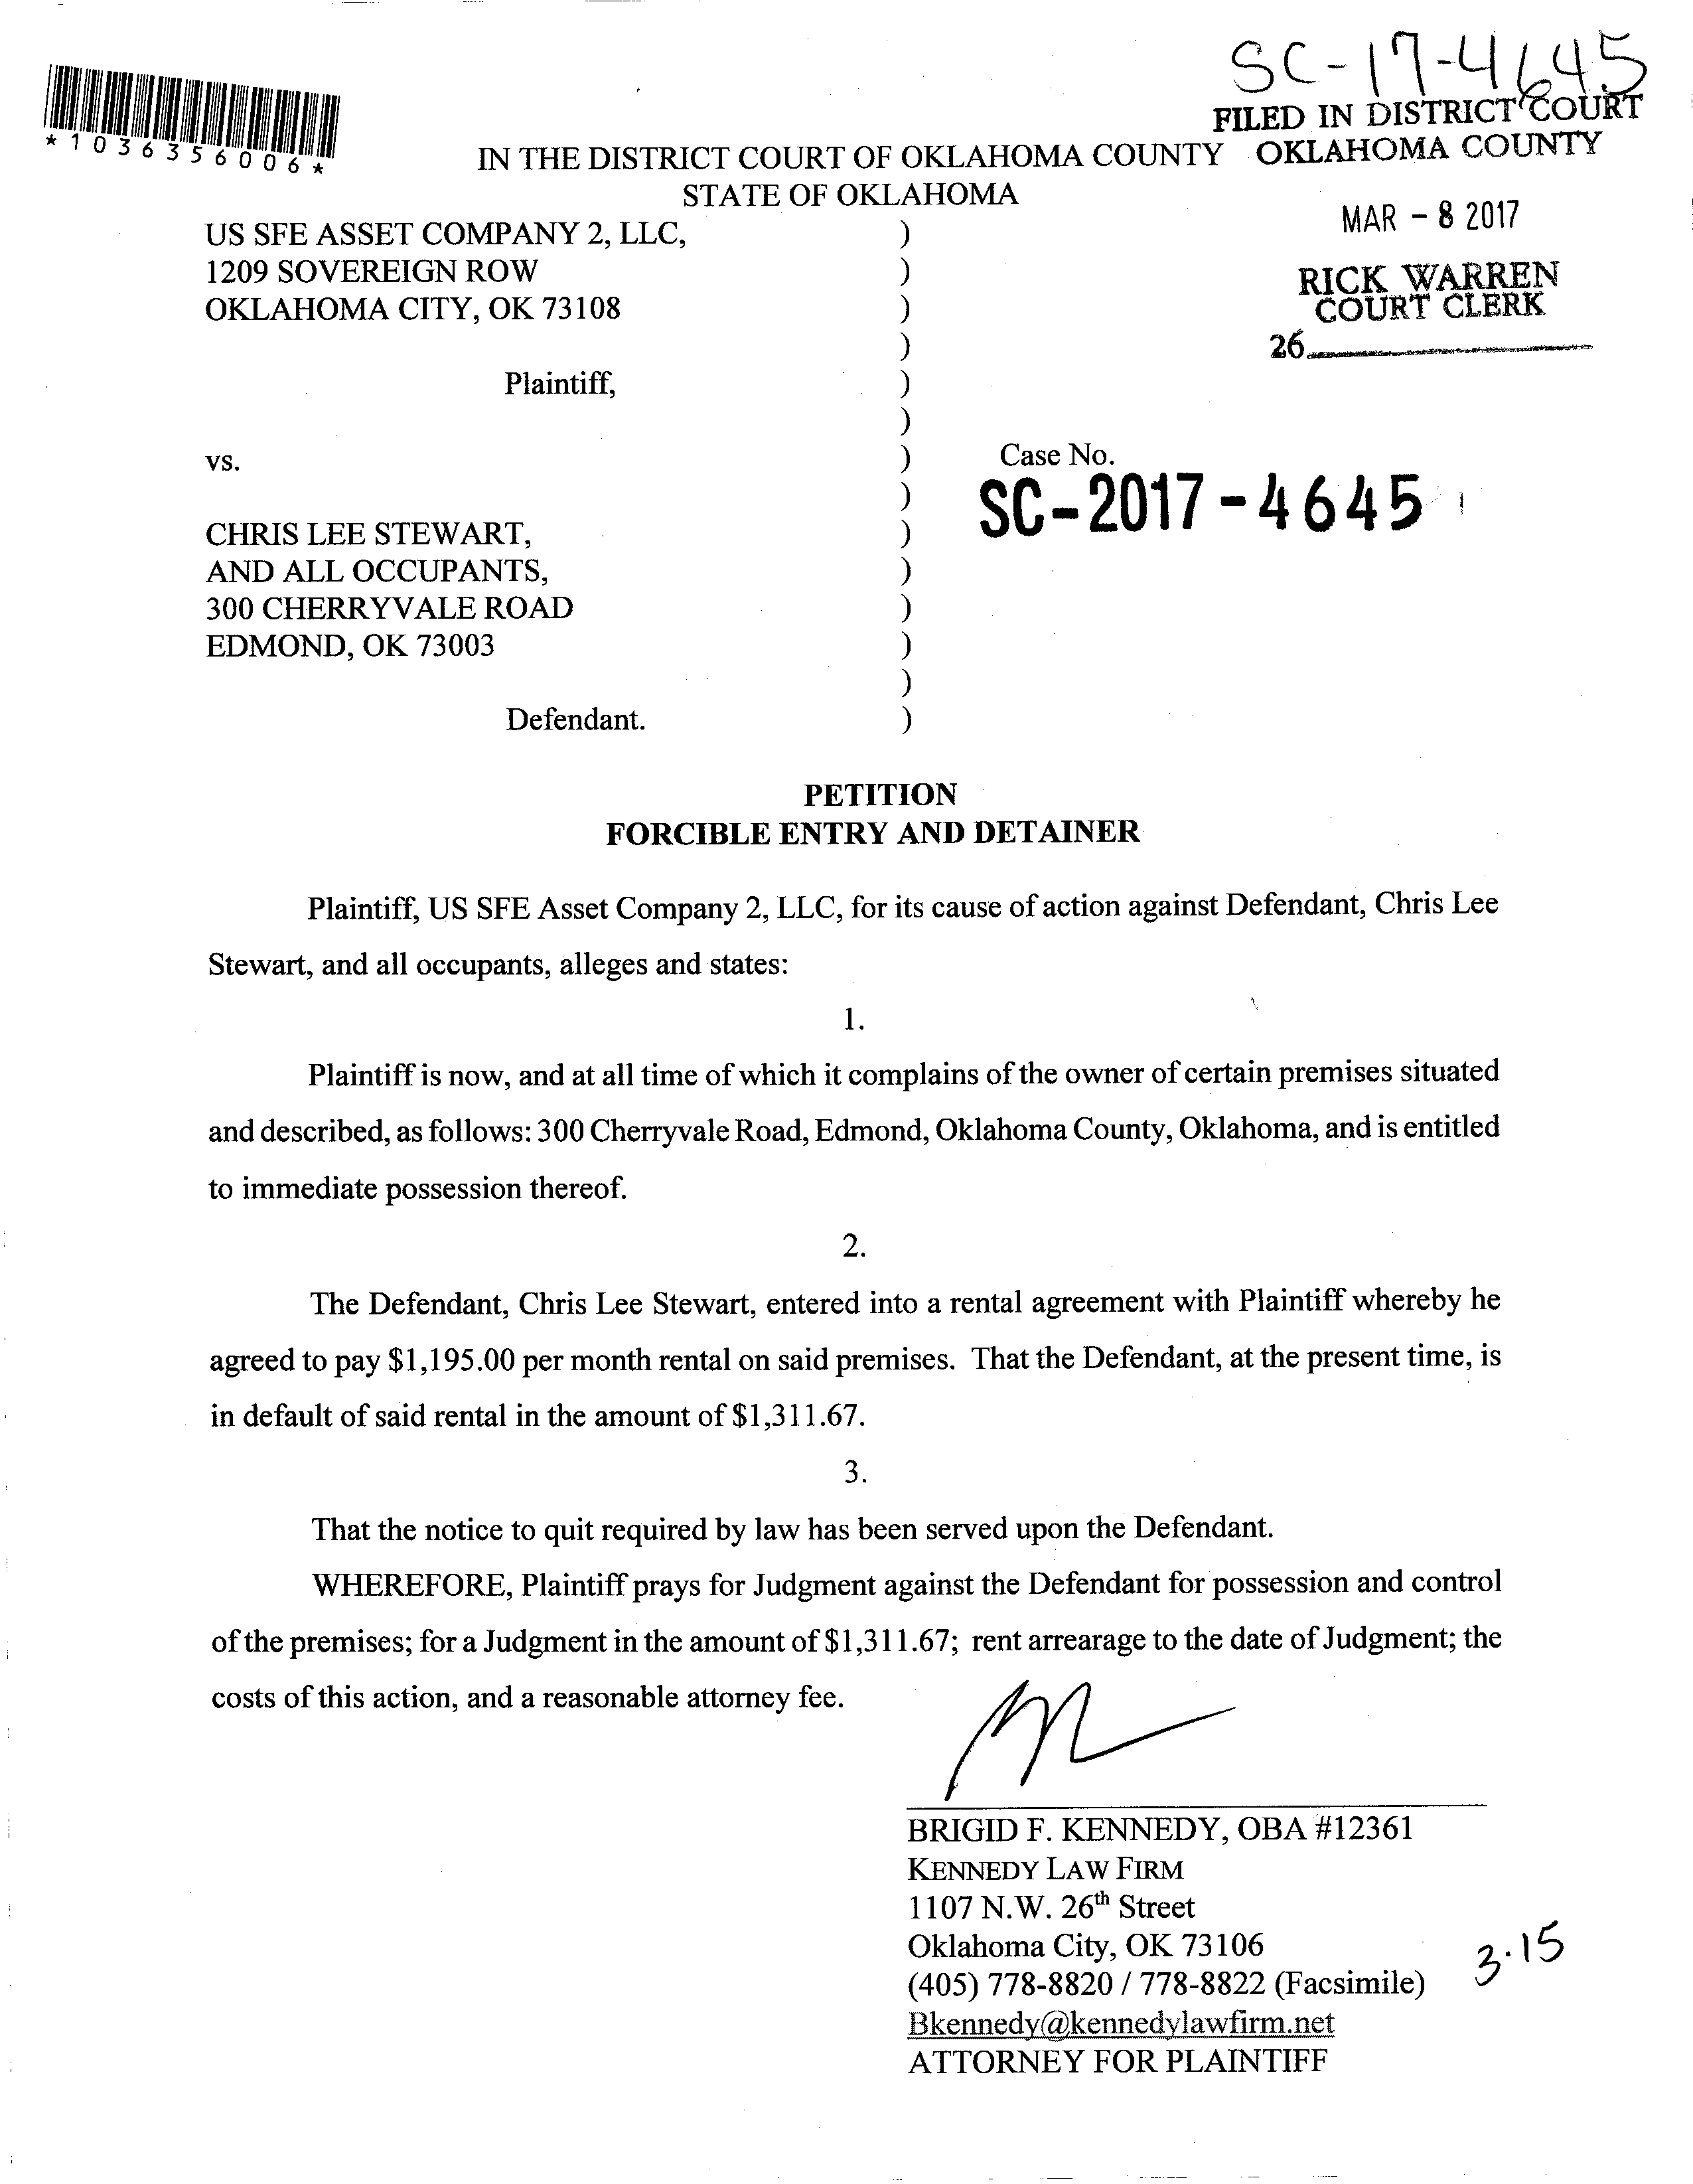 SC-17-4645
FILED IN DISTRICT COURT
OKLAHOMA COUNTY
*1036356006*
IN THE DISTRICT COURT OF OKLAHOMA COUNTY
STATE OF OKLAHOMA
MAR - 8 2017
RICK WARREN
COURT CLERK
26
US SFE ASSET COMPANY 2, LLC, )
1209 SOVEREIGN ROW )
OKLAHOMA CITY, OK 73108 )
)
Plaintiff, )
)
vs. ) Case No.
) SC-2017-4645
CHRIS LEE STEWART, )
AND ALL OCCUPANTS, )
300 CHERRYVALE ROAD )
EDMOND, OK 73003 )
)
Defendant. )
PETITION
FORCIBLE ENTRY AND DETAINER
Plaintiff, US SFE Asset Company 2, LLC, for its cause of action against Defendant, Chris Lee
Stewart, and all occupants, alleges and states:
1.
Plaintiff is now, and at all time of which it complains of the owner of certain premises situated
and described, as follows: 300 Cherryvale Road, Edmond, Oklahoma County, Oklahoma, and is entitled
to immediate possession thereof.
2.
The Defendant, Chris Lee Stewart, entered into a rental agreement with Plaintiff whereby he
agreed to pay $1,195.00 per month rental on said premises. That the Defendant, at the present time, is
in default of said rental in the amount of $1,311.67.
3.
That the notice to quit required by law has been served upon the Defendant.
WHEREFORE, Plaintiff prays for Judgment against the Defendant for possession and control
of the premises; for a Judgment in the amount of $1,311.67; rent arrearage to the date of Judgment; the
costs of this action, and a reasonable attorney fee.
BRIGID F. KENNEDY, OBA #12361
KENNEDY LAW FIRM
1107 N.W. 26th Street
Oklahoma City, OK 73106
(405) 778-8820 / 778-8822 (Facsimile)
Bkennedy@kennedylawfirm.net
ATTORNEY FOR PLAINTIFF
3.15